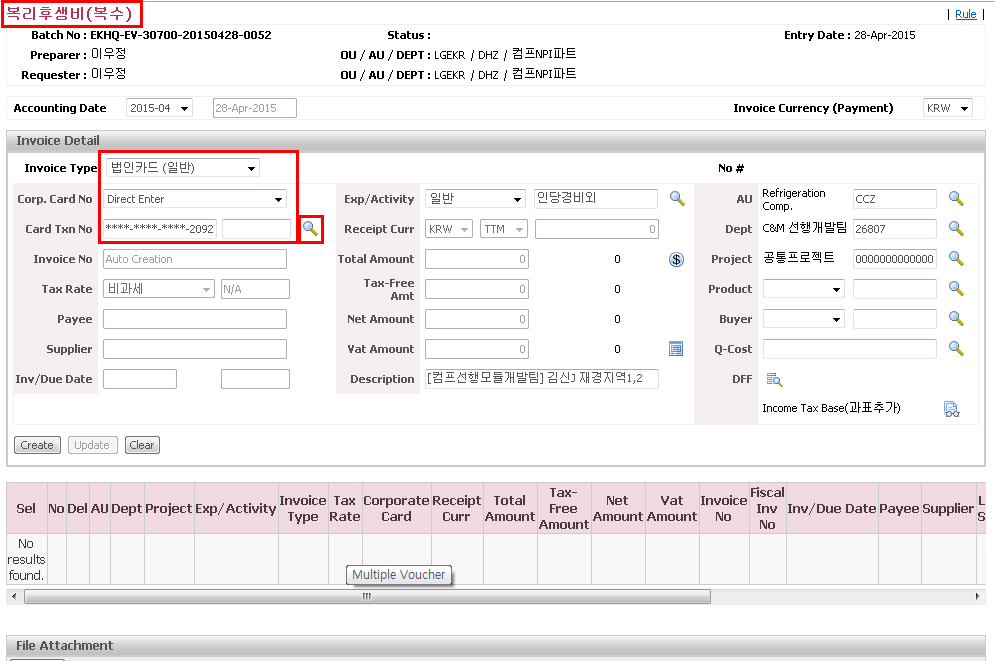 복리후생비(복수)
| Rule |
Batch No : EKHQ-EV-30700-20150428-0052 Status : Entry Date : 28-Apr-2015
Preparer : 이우정 OU / AU / DEPT : LGEKR / DHZ / 컴프NPI파트
Requester : 이우정 OU / AU / DEPT : LGEKR / DHZ / 컴프NPI파트
Accounting Date 2015-04 28-Apr-2015 Invoice Currency (Payment) KRW
Invoice Detail
Invoice Type 법인카드 (일반) No #
Corp. Card No Direct Enter Exp/Activity 일반 인당경비외 AU Refrigeration Comp. CCZ
Card Txn No ****-****-****-2092 Receipt Curr KRW TTM 0 Dept C&M 선행개발팀 26807
Invoice No Auto Creation Total Amount 0 0 Project 공통프로젝트 0000000000000
Tax Rate 비과세 N/A Tax-Free Amt 0 0 Product
Payee Net Amount 0 0 Buyer
Supplier Vat Amount 0 0 Q-Cost
Inv/Due Date Description [컴프선행모듈개발팀] 김신J 재경지역1,2 DFF
Income Tax Base(과표추가)
Create Update Clear
Sel No Del AU Dept Project Exp/Activity Invoice Type Tax Rate Corporate Card Receipt Curr Total Amount Tax-Free Amount Net Amount Vat Amount Invoice No Fiscal Inv No Inv/Due Date Payee Supplier L S
No results found.
Multiple Voucher
File Attachment